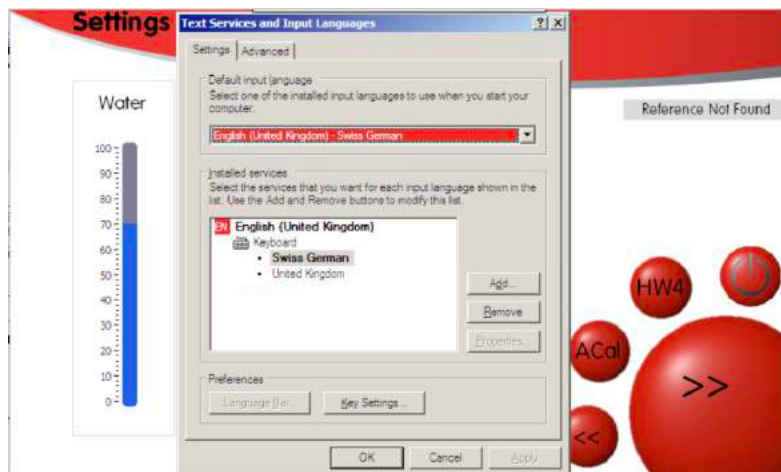 Settings
Text Services and Input Languages
Settings
Advanced
Default input language
Select one of the installed input languages to use when you start your
computer.
English (United Kingdom) - Swiss German
Installed services
Select the services that you want for each input language shown in the
list. Use the Add and Remove buttons to modify this list.
EN English (United Kingdom)
Keyboard
• Swiss German
• United Kingdom
Add...
Remove
Properties...
Preferences
Language Bar...
Key Settings...
OK
Cancel
Apply
Water
100
90
80
70
60
50
40
30
20
10
0
Reference Not Found
HW4
ACal
>>
<<